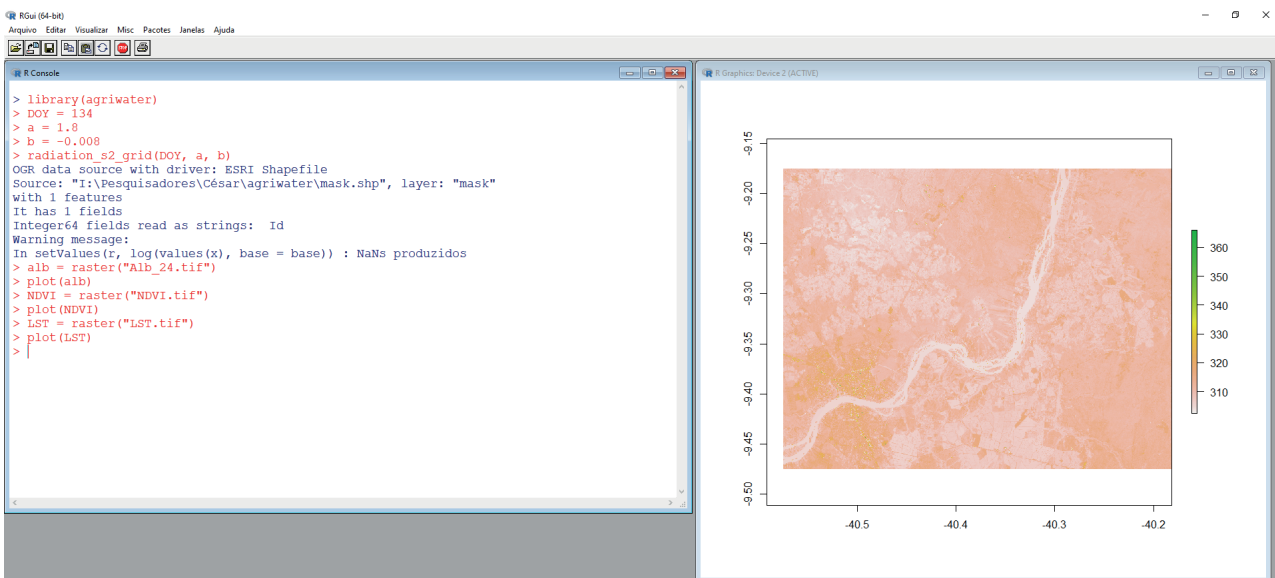 RGui (64-bit)
Arquivo Editar Visualizar Misc Pacotes Janelas Ajuda
STOP
R Console
> library(agriwater)
> DOY = 134
> a = 1.8
> b = -0.008
> radiation_s2_grid(DOY, a, b)
OGR data source with driver: ESRI Shapefile
Source: "I:\Pesquisadores\César\agriwater\mask.shp", layer: "mask"
with 1 features
It has 1 fields
Integer64 fields read as strings:  Id
Warning message:
In setValues(r, log(values(x), base = base)) : NaNs produzidos
> alb = raster("Alb_24.tif")
> plot(alb)
> NDVI = raster("NDVI.tif")
> plot(NDVI)
> LST = raster("LST.tif")
> plot(LST)
>
R Graphics: Device 2 (ACTIVE)
-9.15
-9.20
-9.25
-9.30
-9.35
-9.40
-9.45
-9.50
-40.5
-40.4
-40.3
-40.2
360
350
340
330
320
310